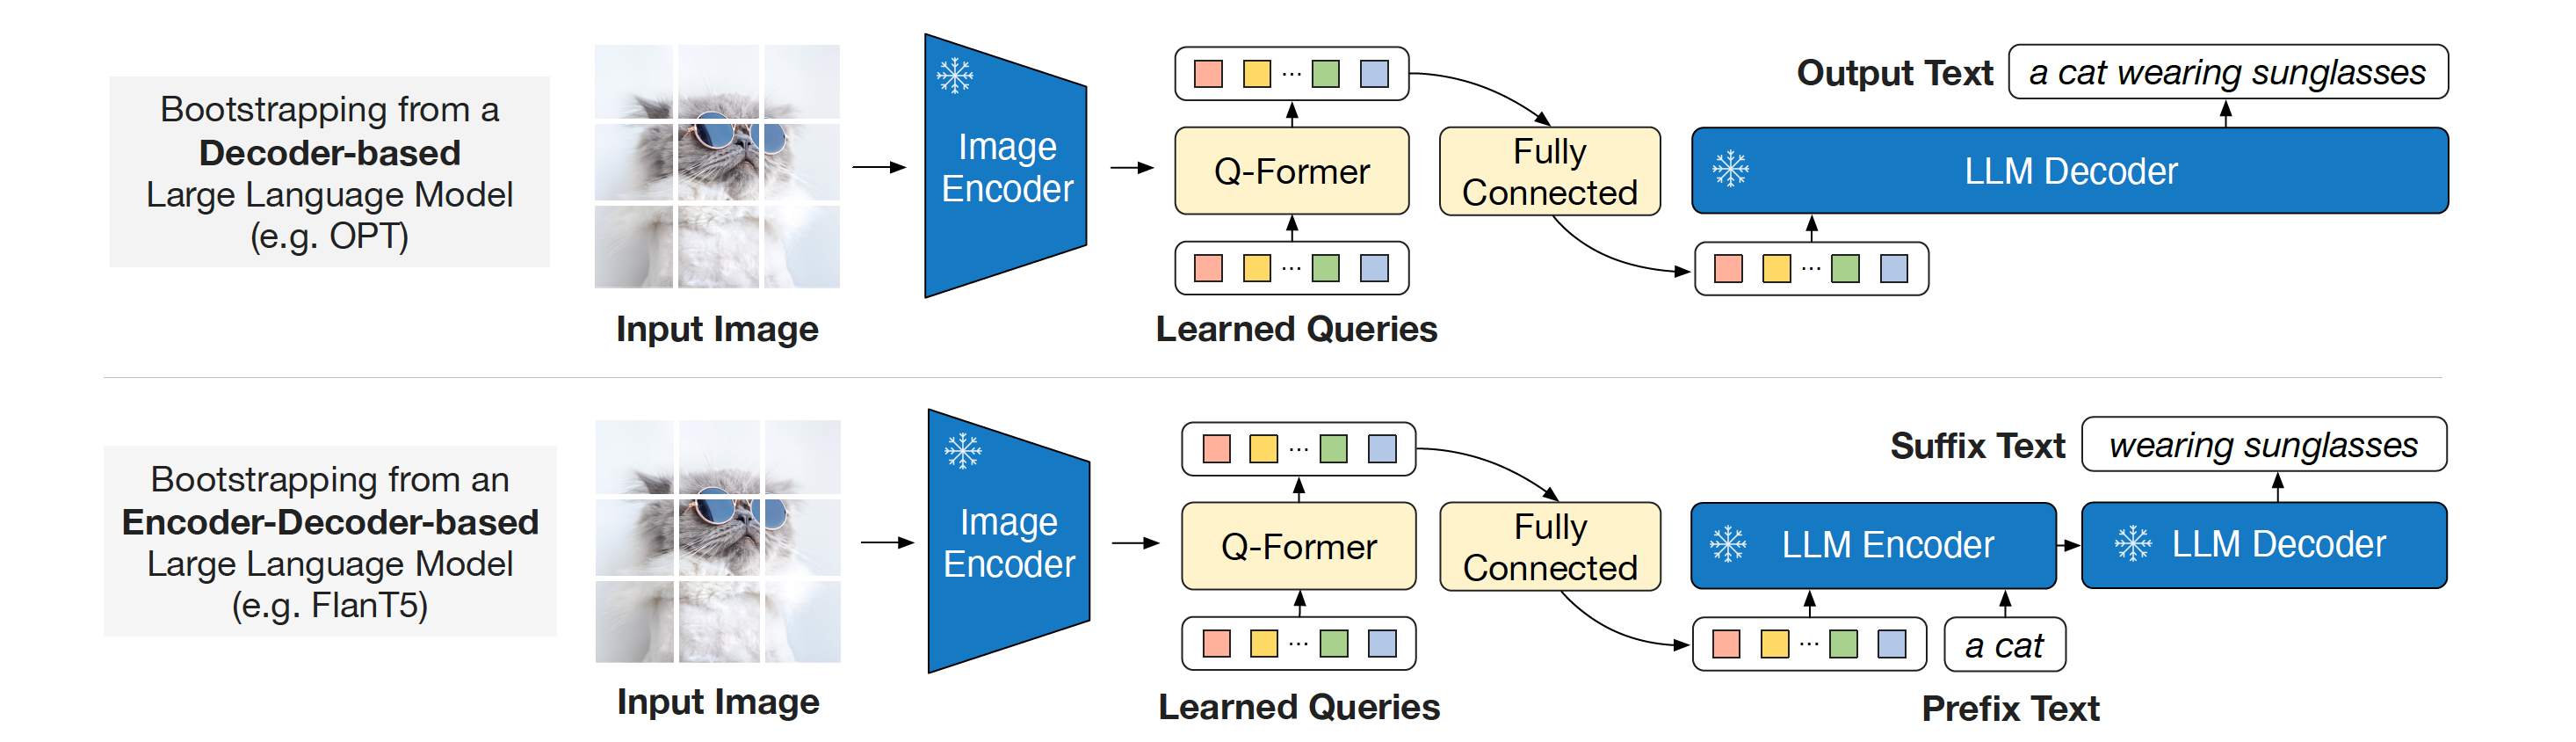 Bootstrapping from a
Decoder-based
Large Language Model
(e.g. OPT)
Input Image
Image
Encoder
...
Q-Former
...
Learned Queries
Fully
Connected
Output Text
a cat wearing sunglasses
LLM Decoder
...
Bootstrapping from an
Encoder-Decoder-based
Large Language Model
(e.g. FlanT5)
Input Image
Image
Encoder
...
Q-Former
...
Learned Queries
Fully
Connected
Suffix Text
wearing sunglasses
LLM Encoder
LLM Decoder
...
a cat
Prefix Text